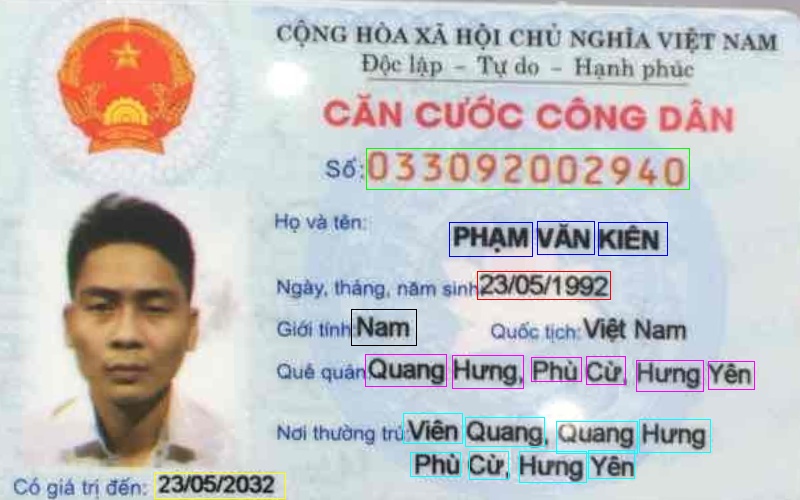 CỘNG HÒA XÃ HỘI CHỦ NGHĨA VIỆT NAM
Độc lập - Tự do - Hạnh phúc
CĂN CƯỚC CÔNG DÂN
Số: 033092002940
Họ và tên:
PHẠM VĂN KIÊN
Ngày, tháng, năm sinh: 23/05/1992
Giới tính: Nam Quốc tịch: Việt Nam
Quê quán: Quang Hưng, Phù Cừ, Hưng Yên
Nơi thường trú: Viên Quang, Quang Hưng
Phù Cừ, Hưng Yên
Có giá trị đến: 23/05/2032